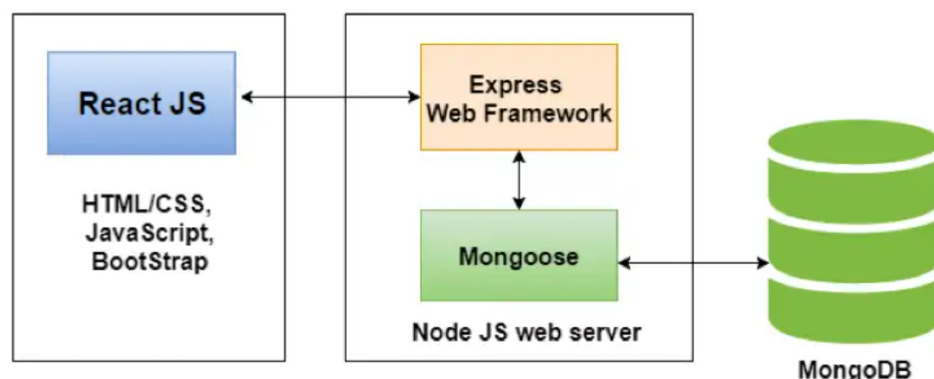 React JS
HTML/CSS,
JavaScript,
BootStrap
Express
Web Framework
Mongoose
Node JS web server
MongoDB